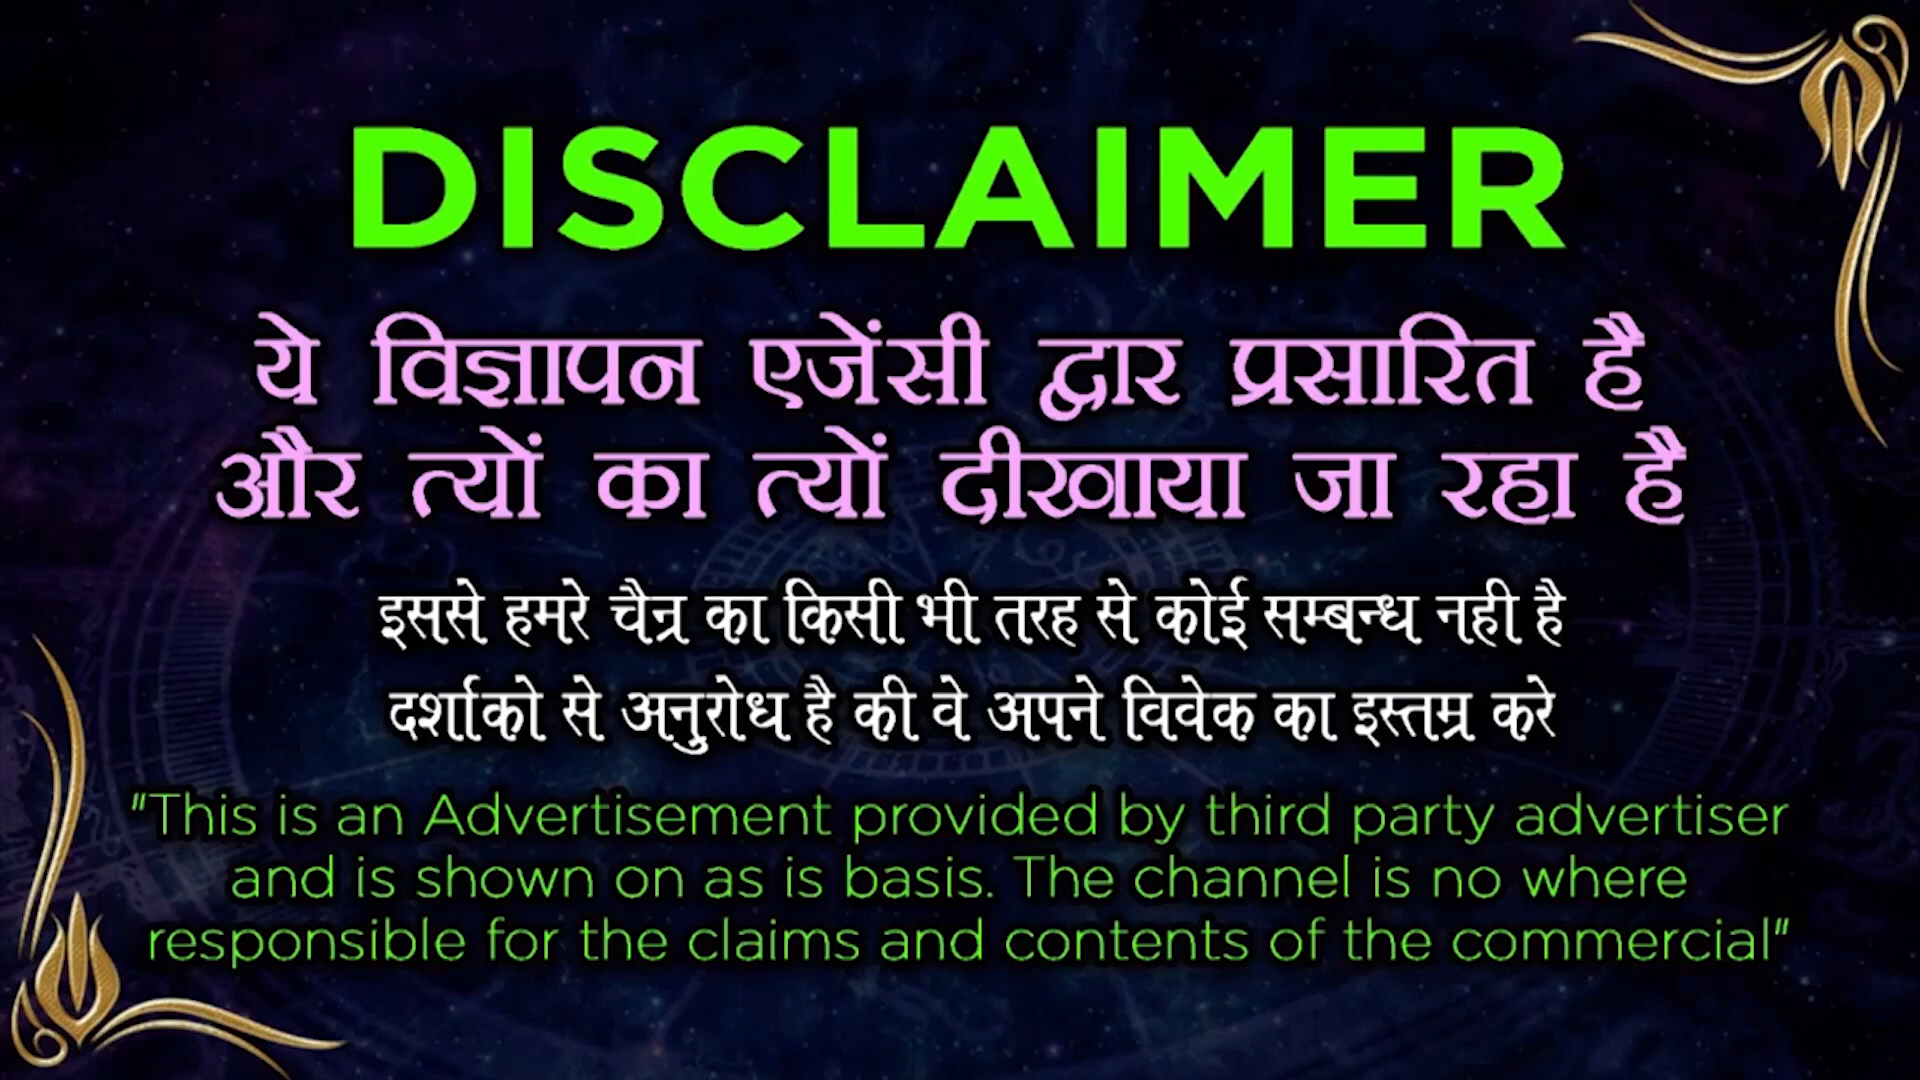 DISCLAIMER
ये विज्ञापन एजेंसी द्वार प्रसारित है
और त्यों का त्यों दीखाया जा रहा है
इससे हमरे चैन्र का किसी भी तरह से कोई सम्बन्ध नही है
दर्शाको से अनुरोध है की वे अपने विवेक का इस्तम्र करे
"This is an Advertisement provided by third party advertiser
and is shown on as is basis. The channel is no where
responsible for the claims and contents of the commercial"